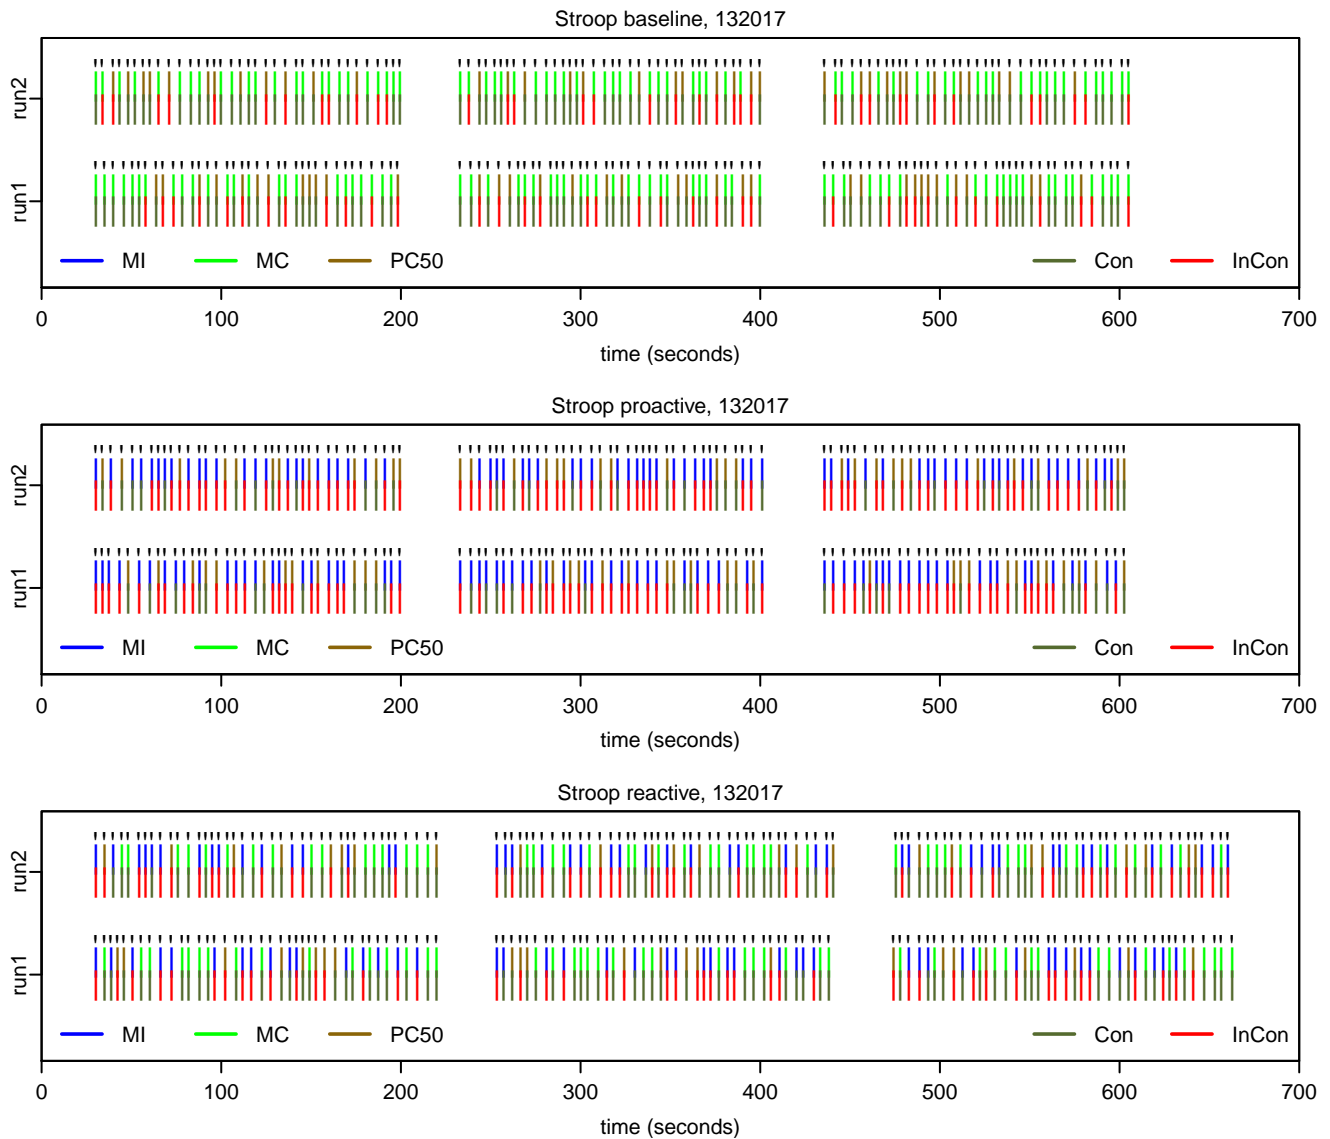 Stroop baseline, 132017
run2
run1
MI MC PC50 Con InCon
0 100 200 300 400 500 600 700
time (seconds)
Stroop proactive, 132017
run2
run1
MI MC PC50 Con InCon
0 100 200 300 400 500 600 700
time (seconds)
Stroop reactive, 132017
run2
run1
MI MC PC50 Con InCon
0 100 200 300 400 500 600 700
time (seconds)